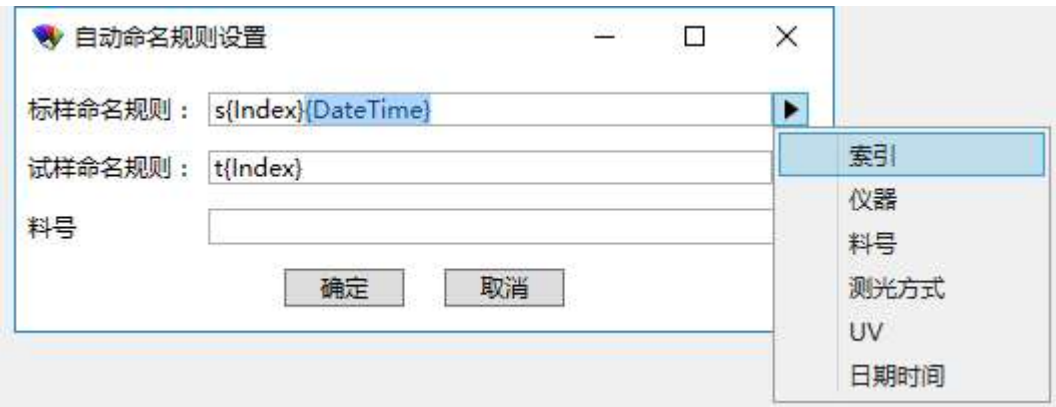 自动命名规则设置
标样命名规则： s{Index}{DateTime}
试样命名规则： t{Index}
料号
确定 取消
索引
仪器
料号
测光方式
UV
日期时间